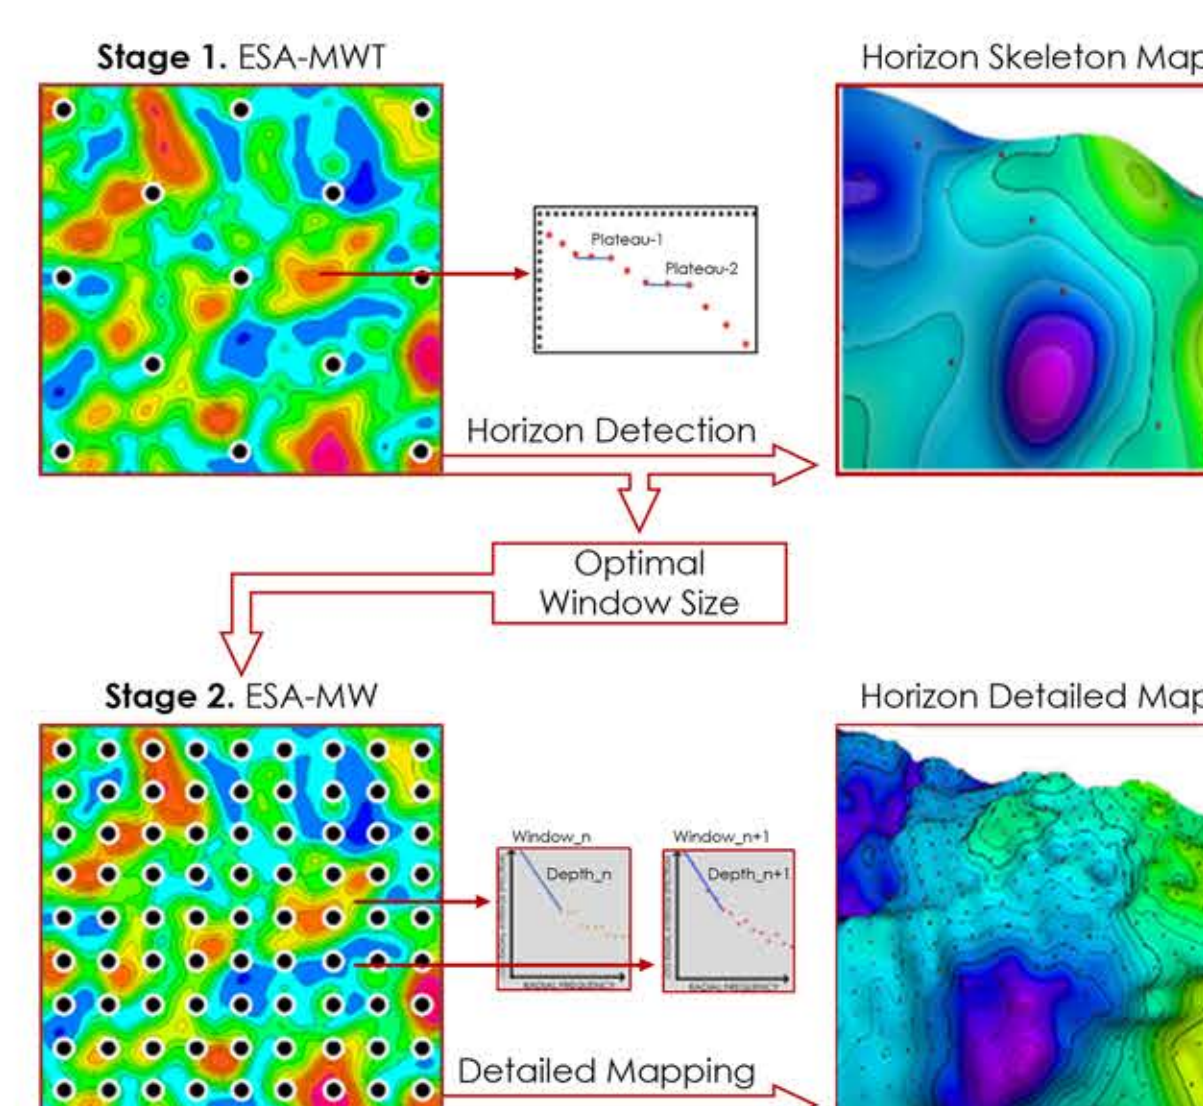 Stage 1. ESA-MWT
Horizon Skeleton Map
Plateau-1
Plateau-2
Horizon Detection
Optimal
Window Size
Stage 2. ESA-MW
Horizon Detailed Map
Window_n
Window_n+1
Depth_n
Depth_n+1
RADIAL FREQUENCY
RADIAL FREQUENCY
Detailed Mapping